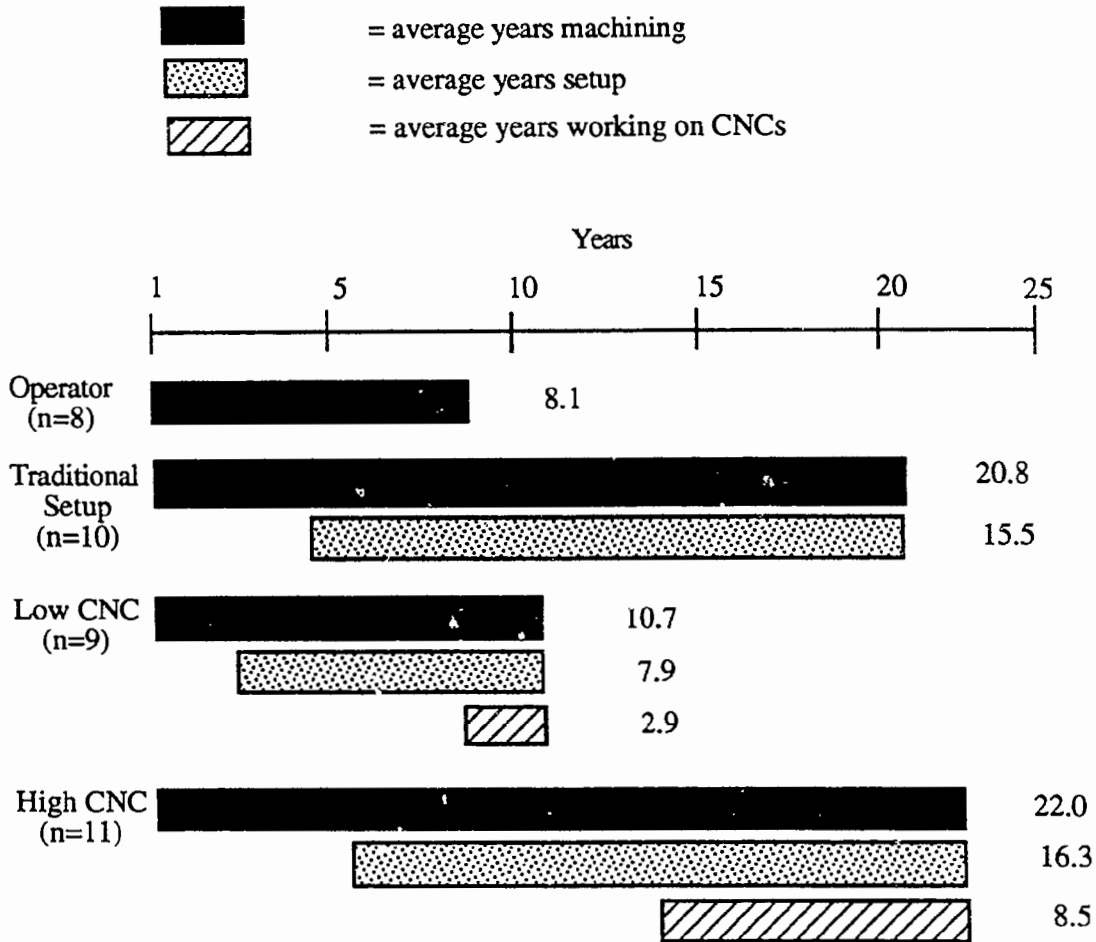 = average years machining
= average years setup
= average years working on CNCs
Years
1 5 10 15 20 25
Operator
(n=8)
8.1
Traditional
Setup
(n=10)
20.8
15.5
Low CNC
(n=9)
10.7
7.9
2.9
High CNC
(n=11)
22.0
16.3
8.5